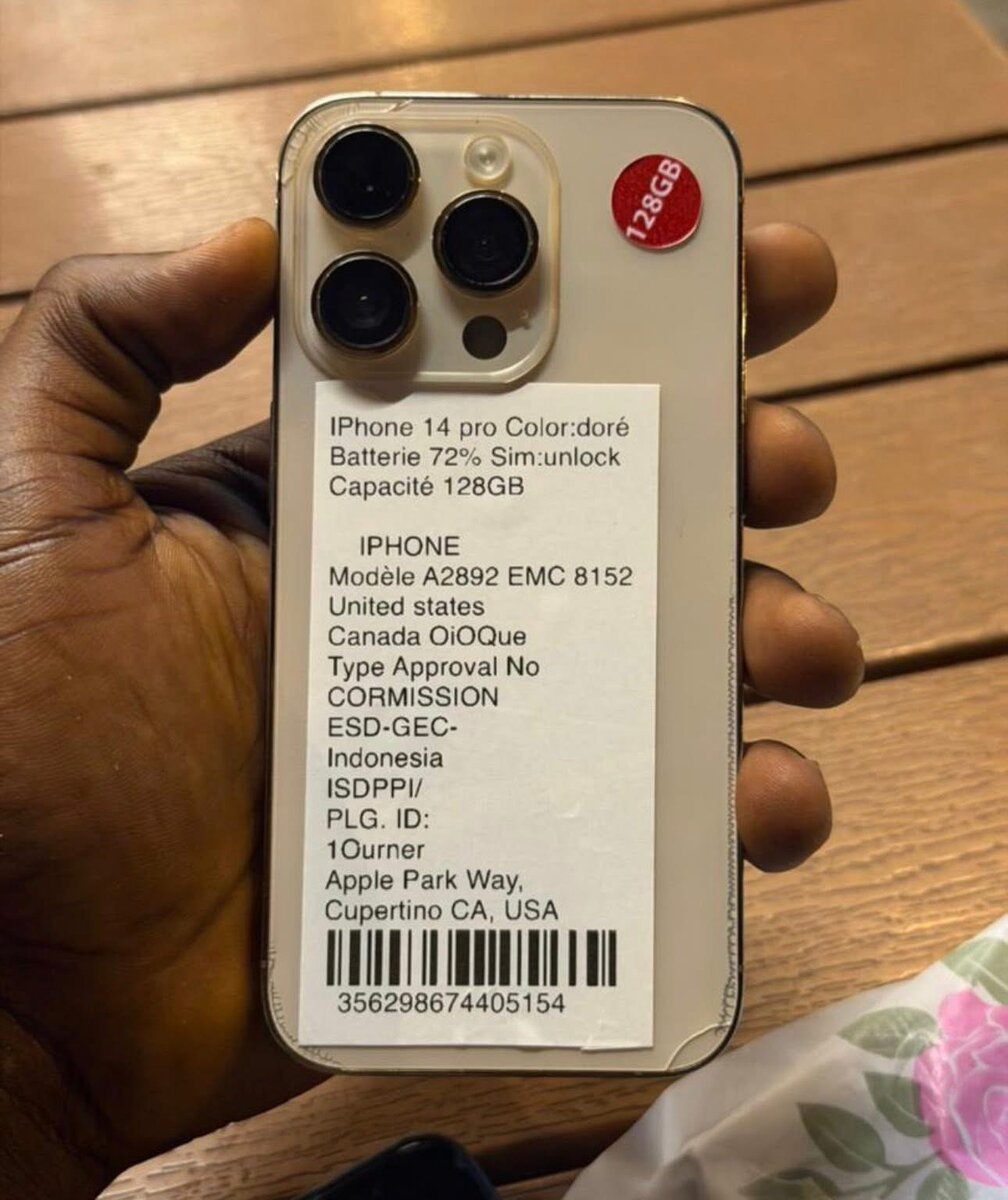 128GB
IPhone 14 pro Color:doré
Batterie 72% Sim:unlock
Capacité 128GB
IPHONE
Modèle A2892 EMC 8152
United states
Canada OiOQue
Type Approval No
CORMISSION
ESD-GEC-
Indonesia
ISDPPI/
PLG. ID:
1Ourner
Apple Park Way,
Cupertino CA, USA
356298674405154